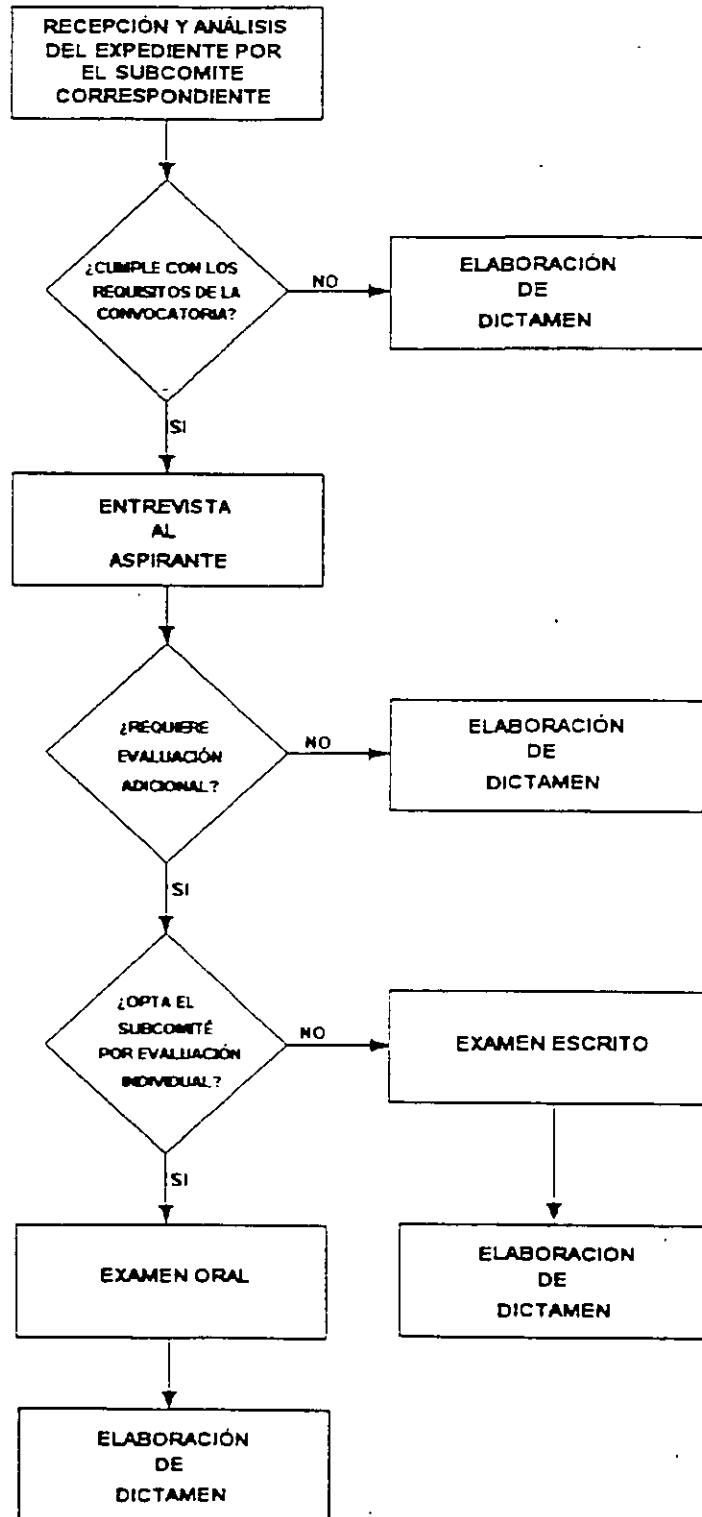 RECEPCIÓN Y ANÁLISIS
DEL EXPEDIENTE POR
EL SUBCOMITE
CORRESPONDIENTE
¿CUMPLE CON LOS
REQUISITOS DE LA
CONVOCATORIA?
NO
ELABORACIÓN
DE
DICTAMEN
SI
ENTREVISTA
AL
ASPIRANTE
¿REQUIERE
EVALUACIÓN
ADICIONAL?
NO
ELABORACIÓN
DE
DICTAMEN
SI
¿OPTA EL
SUBCOMITÉ
POR EVALUACIÓN
INDIVIDUAL?
NO
EXAMEN ESCRITO
SI
EXAMEN ORAL
ELABORACION
DE
DICTAMEN
ELABORACIÓN
DE
DICTAMEN